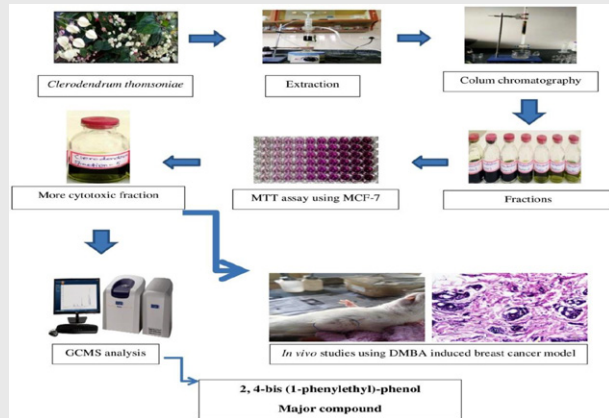 Clerodendrum thomsoniae
Extraction
Colum chromatography
More cytotoxic fraction
MTT assay using MCF-7
Fractions
GCMS analysis
In vivo studies using DMBA induced breast cancer model
2, 4-bis (1-phenylethyl)-phenol
Major compound